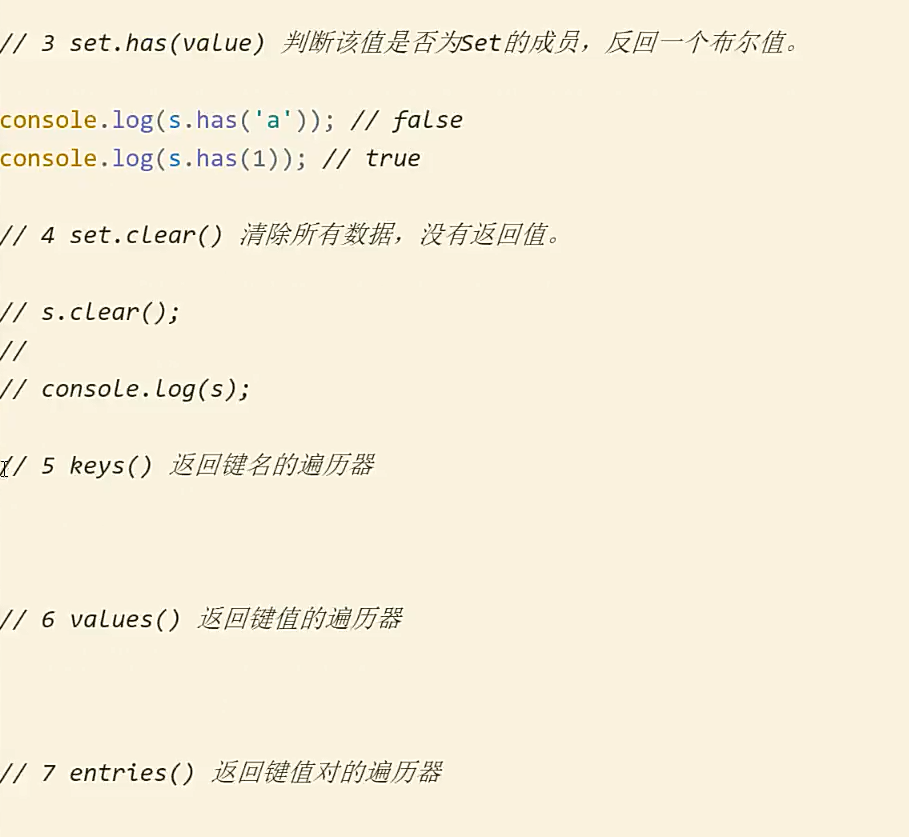 // 3 set.has(value) 判断该值是否为Set的成员，反回一个布尔值。
console.log(s.has('a')); // false
console.log(s.has(1)); // true
// 4 set.clear() 清除所有数据，没有返回值。
// s.clear();
//
// console.log(s);
// 5 keys() 返回键名的遍历器
// 6 values() 返回键值的遍历器
// 7 entries() 返回键值对的遍历器